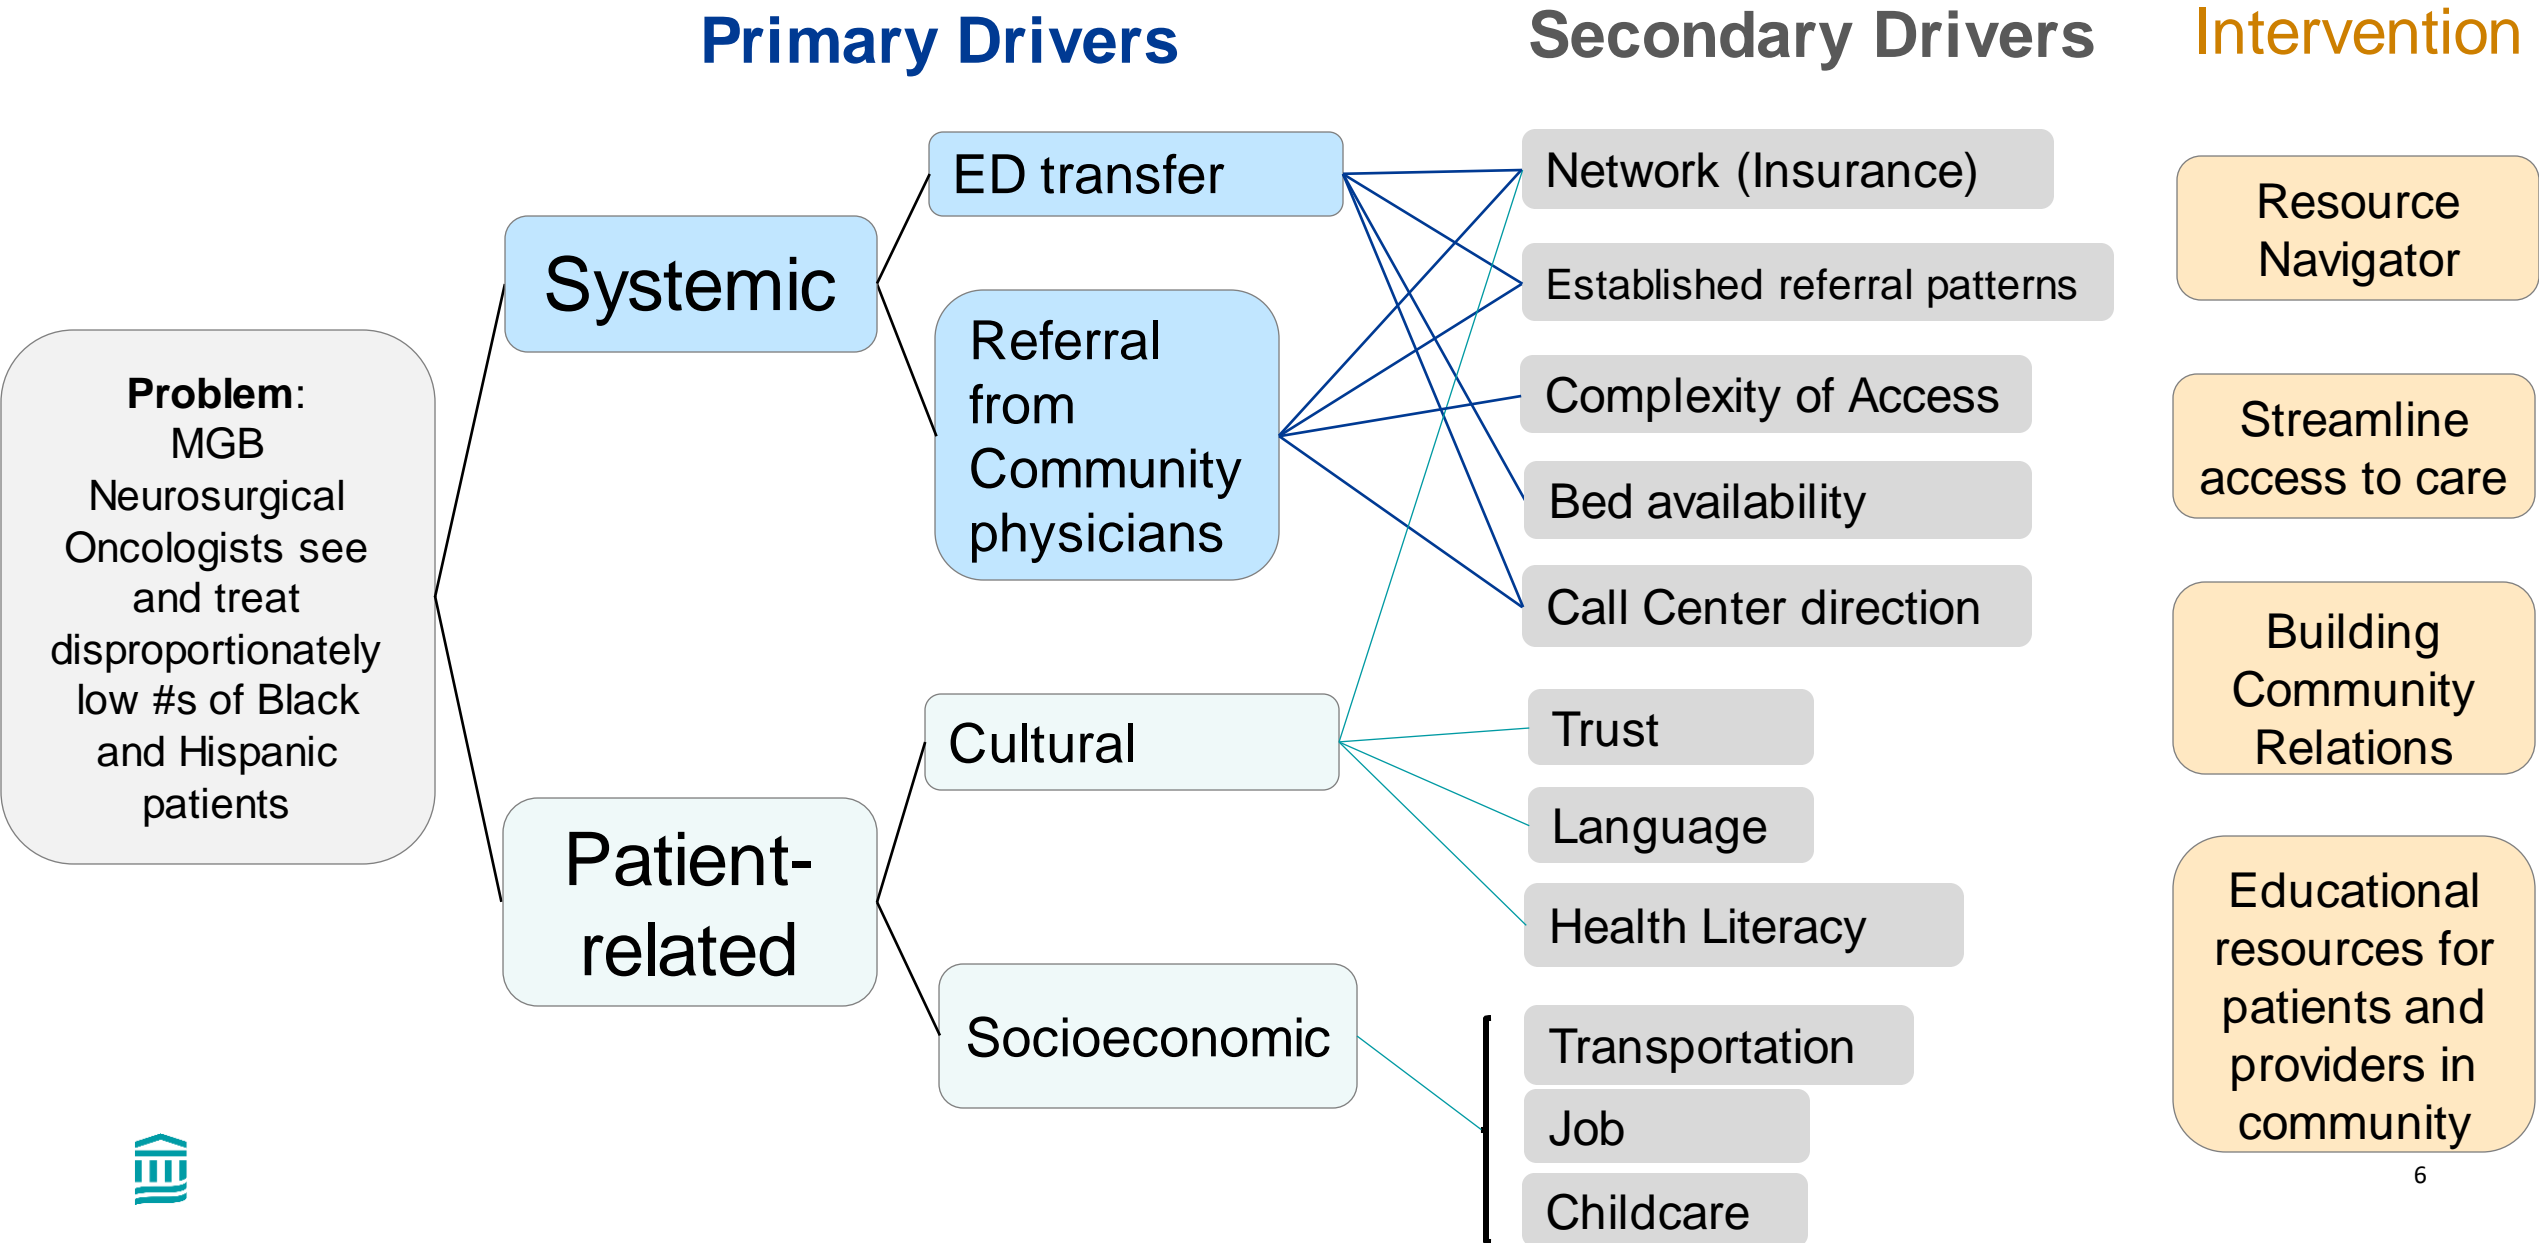 Primary Drivers
Secondary Drivers
Intervention
Problem:
MGB
Neurosurgical
Oncologists see
and treat
disproportionately
low #s of Black
and Hispanic
patients
Systemic
Patient-
related
ED transfer
Referral
from
Community
physicians
Cultural
Socioeconomic
Network (Insurance)
Established referral patterns
Complexity of Access
Bed availability
Call Center direction
Trust
Language
Health Literacy
Transportation
Job
Childcare
Resource
Navigator
Streamline
access to care
Building
Community
Relations
Educational
resources for
patients and
providers in
community
6